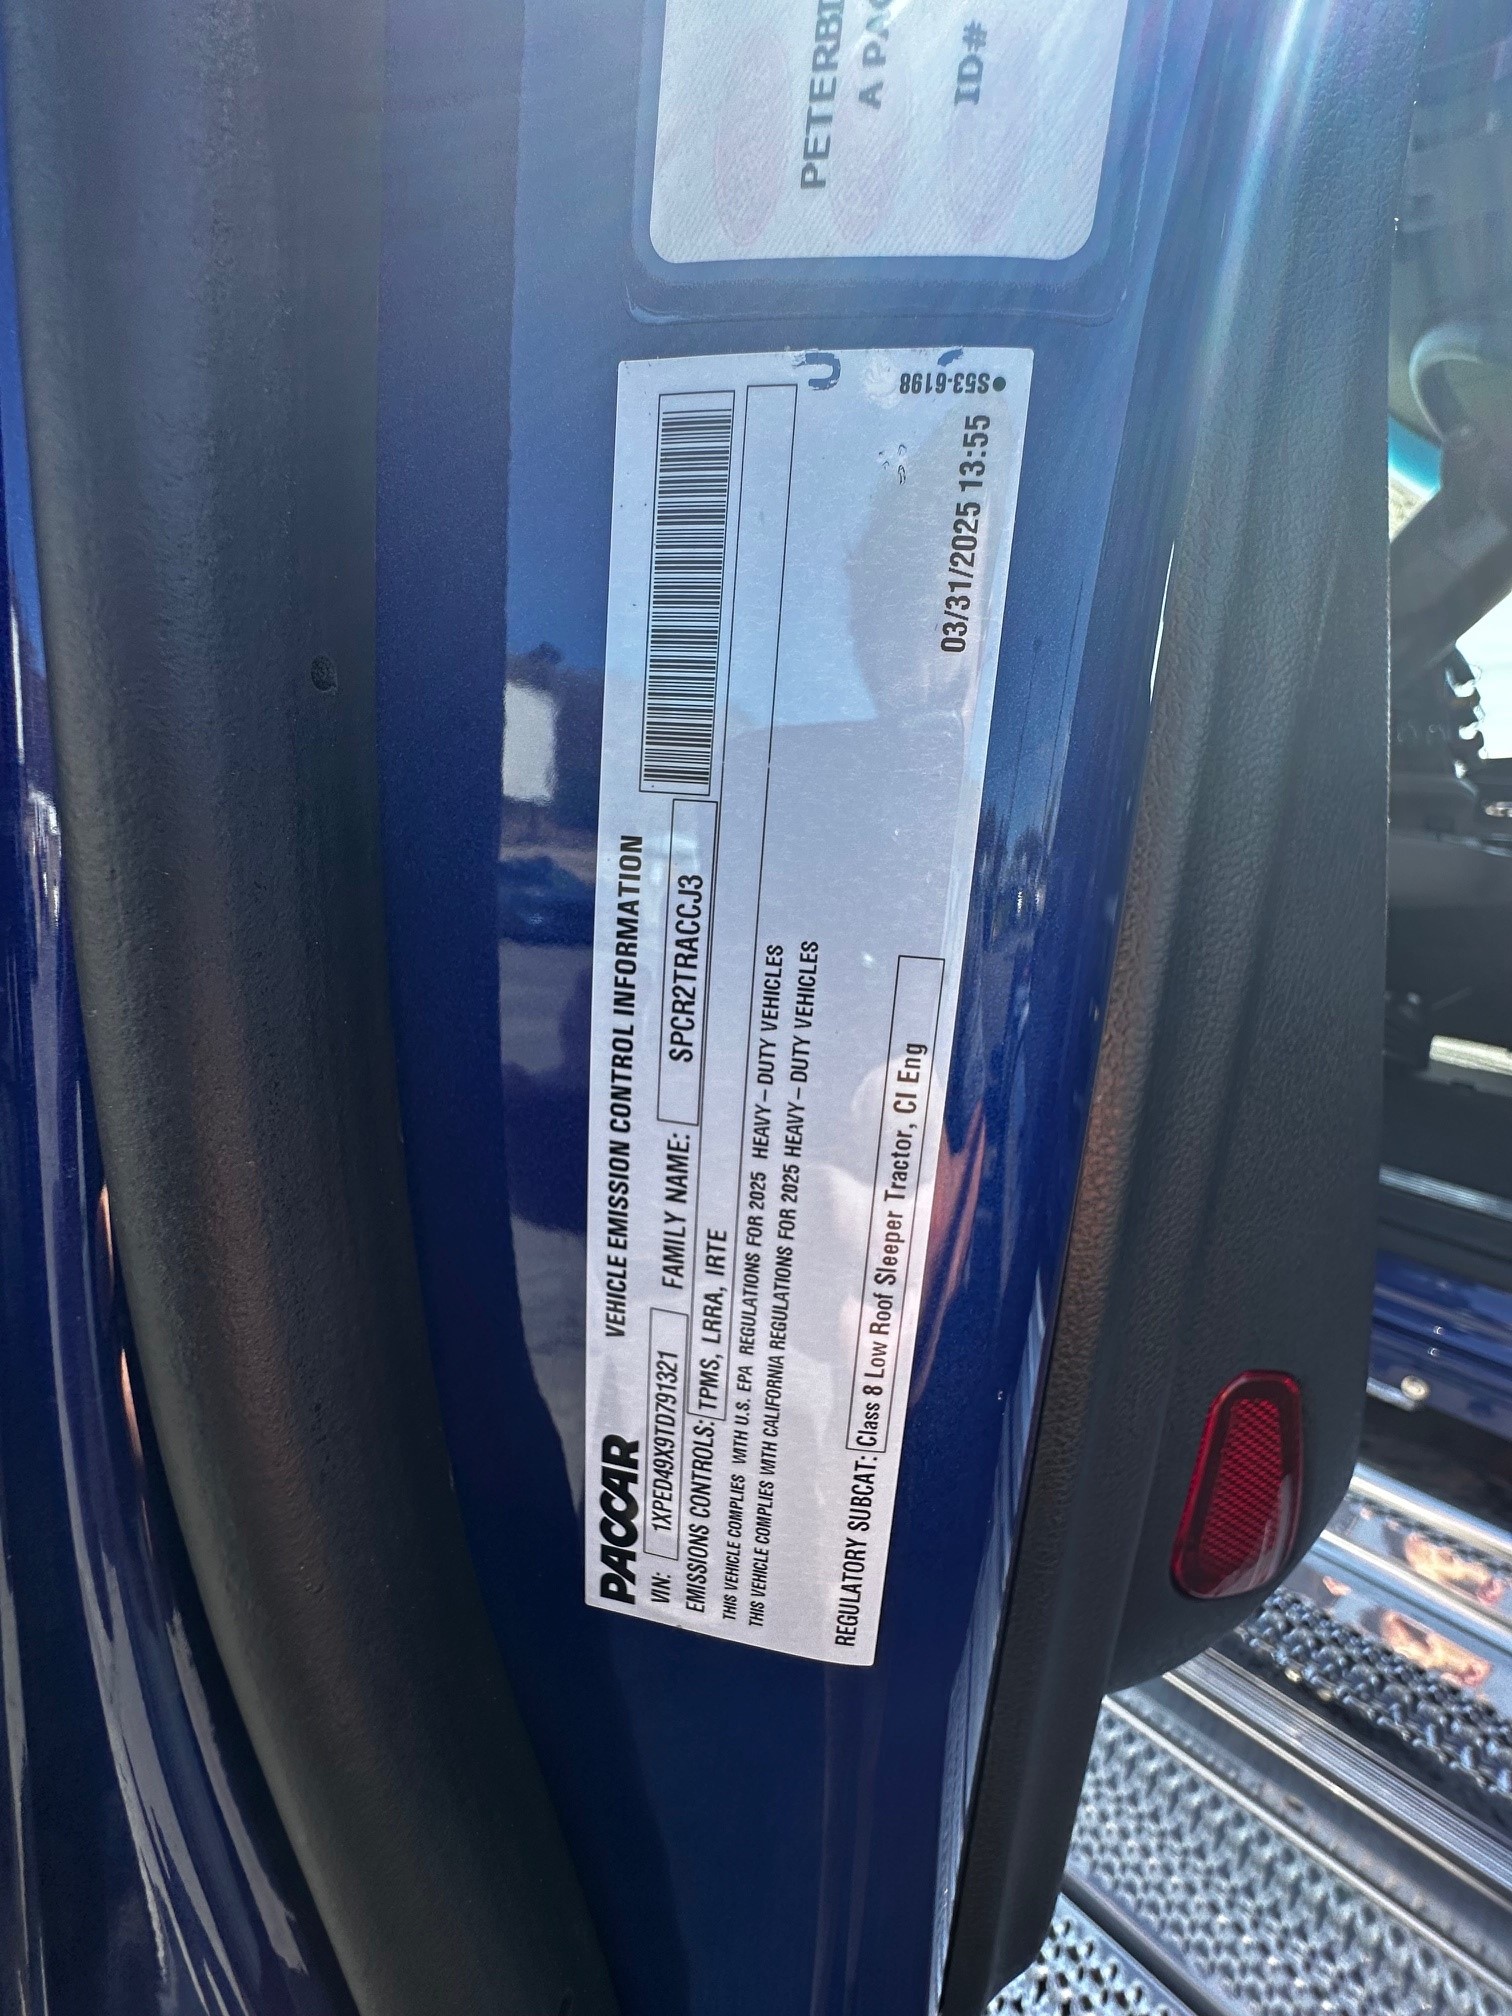 PETERBI
A PAC
ID#
PACCAR VEHICLE EMISSION CONTROL INFORMATION
VIN: 1XPED49X9TD791321 FAMILY NAME: SPCR2TRACCJ3
EMISSIONS CONTROLS: TPMS, LRRA, IRTE
THIS VEHICLE COMPLIES WITH U.S. EPA REGULATIONS FOR 2025 HEAVY – DUTY VEHICLES
THIS VEHICLE COMPLIES WITH CALIFORNIA REGULATIONS FOR 2025 HEAVY – DUTY VEHICLES
REGULATORY SUBCAT: Class 8 Low Roof Sleeper Tractor, CI Eng
03/31/2025 13:55
S53-6198